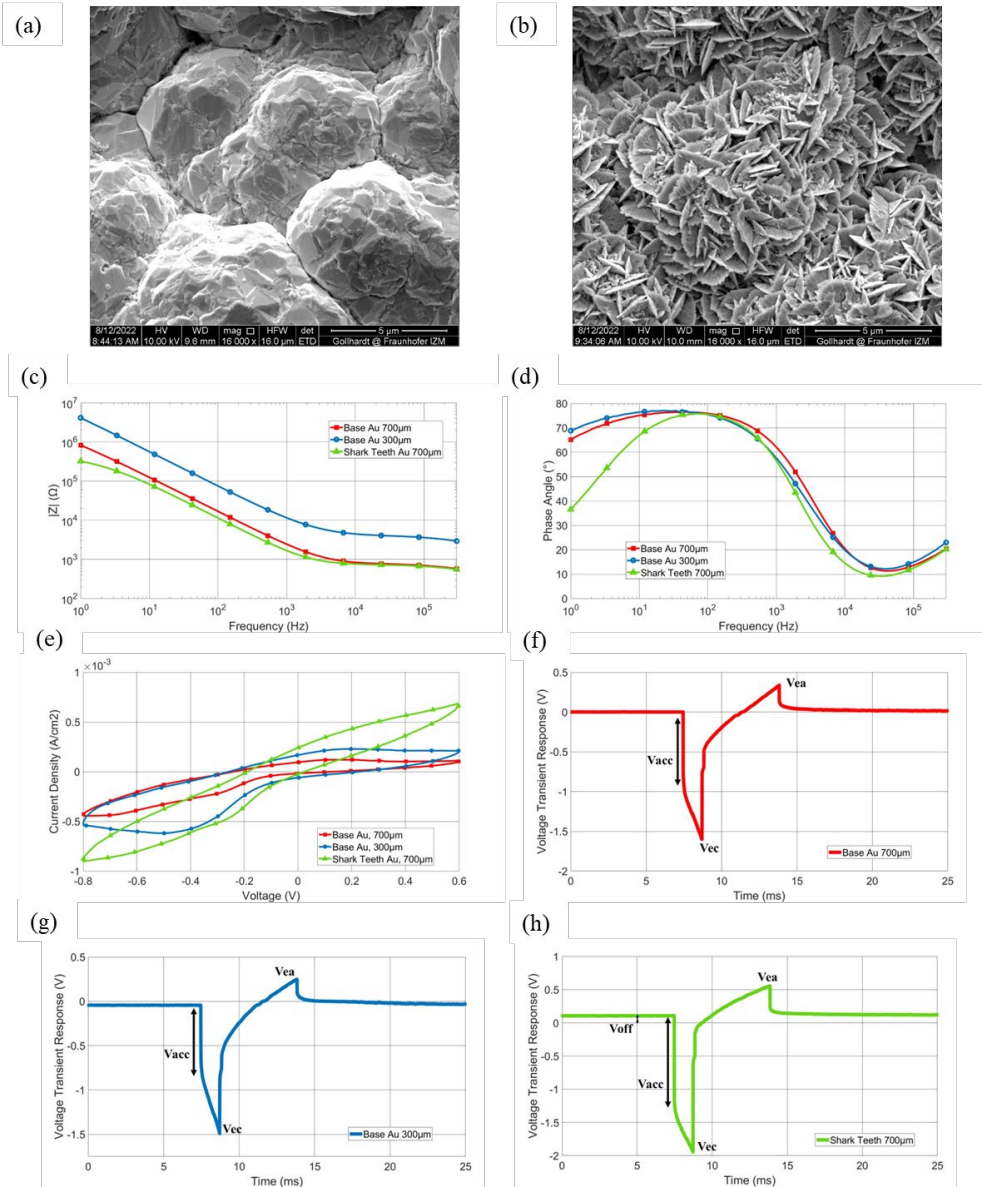 (a)
(b)
8/12/2022 HV WD mag □ HFW det 5 µm
8:44:13 AM 10.00 kV 9.6 mm 16 000 x 16.0 µm ETD Gollhardt @ Fraunhofer IZM
8/12/2022 HV WD mag □ HFW det 5 µm
9:34:06 AM 10.00 kV 10.0 mm 16 000 x 16.0 µm ETD Gollhardt @ Fraunhofer IZM
(c)
10⁷
10⁶
10⁵
10⁴
10³
10²
|Z| (Ω)
Base Au 700µm
Base Au 300µm
Shark Teeth Au 700µm
10⁰ 10¹ 10² 10³ 10⁴ 10⁵
Frequency (Hz)
(d)
80
70
60
50
40
30
20
10
0
Phase Angle (°)
Base Au 700µm
Base Au 300µm
Shark Teeth 700µm
10⁰ 10¹ 10² 10³ 10⁴ 10⁵
Frequency (Hz)
(e)
×10⁻³
1
0.5
0
-0.5
-1
Current Density (A/cm2)
Base Au, 700µm
Base Au, 300µm
Shark Teeth Au, 700µm
-0.8 -0.6 -0.4 -0.2 0 0.2 0.4 0.6
Voltage (V)
(f)
0.5
0
-0.5
-1
-1.5
-2
Voltage Transient Response (V)
Vea
Vacc
Vec
Base Au 700µm
0 5 10 15 20 25
Time (ms)
(g)
0.5
0
-0.5
-1
-1.5
Voltage Transient Response (V)
Vea
Vacc
Vec
Base Au 300µm
0 5 10 15 20 25
Time (ms)
(h)
1
0.5
0
-0.5
-1
-1.5
-2
Voltage Transient Response (V)
Vea
Voff
Vacc
Vec
Shark Teeth 700µm
0 5 10 15 20 25
Time (ms)